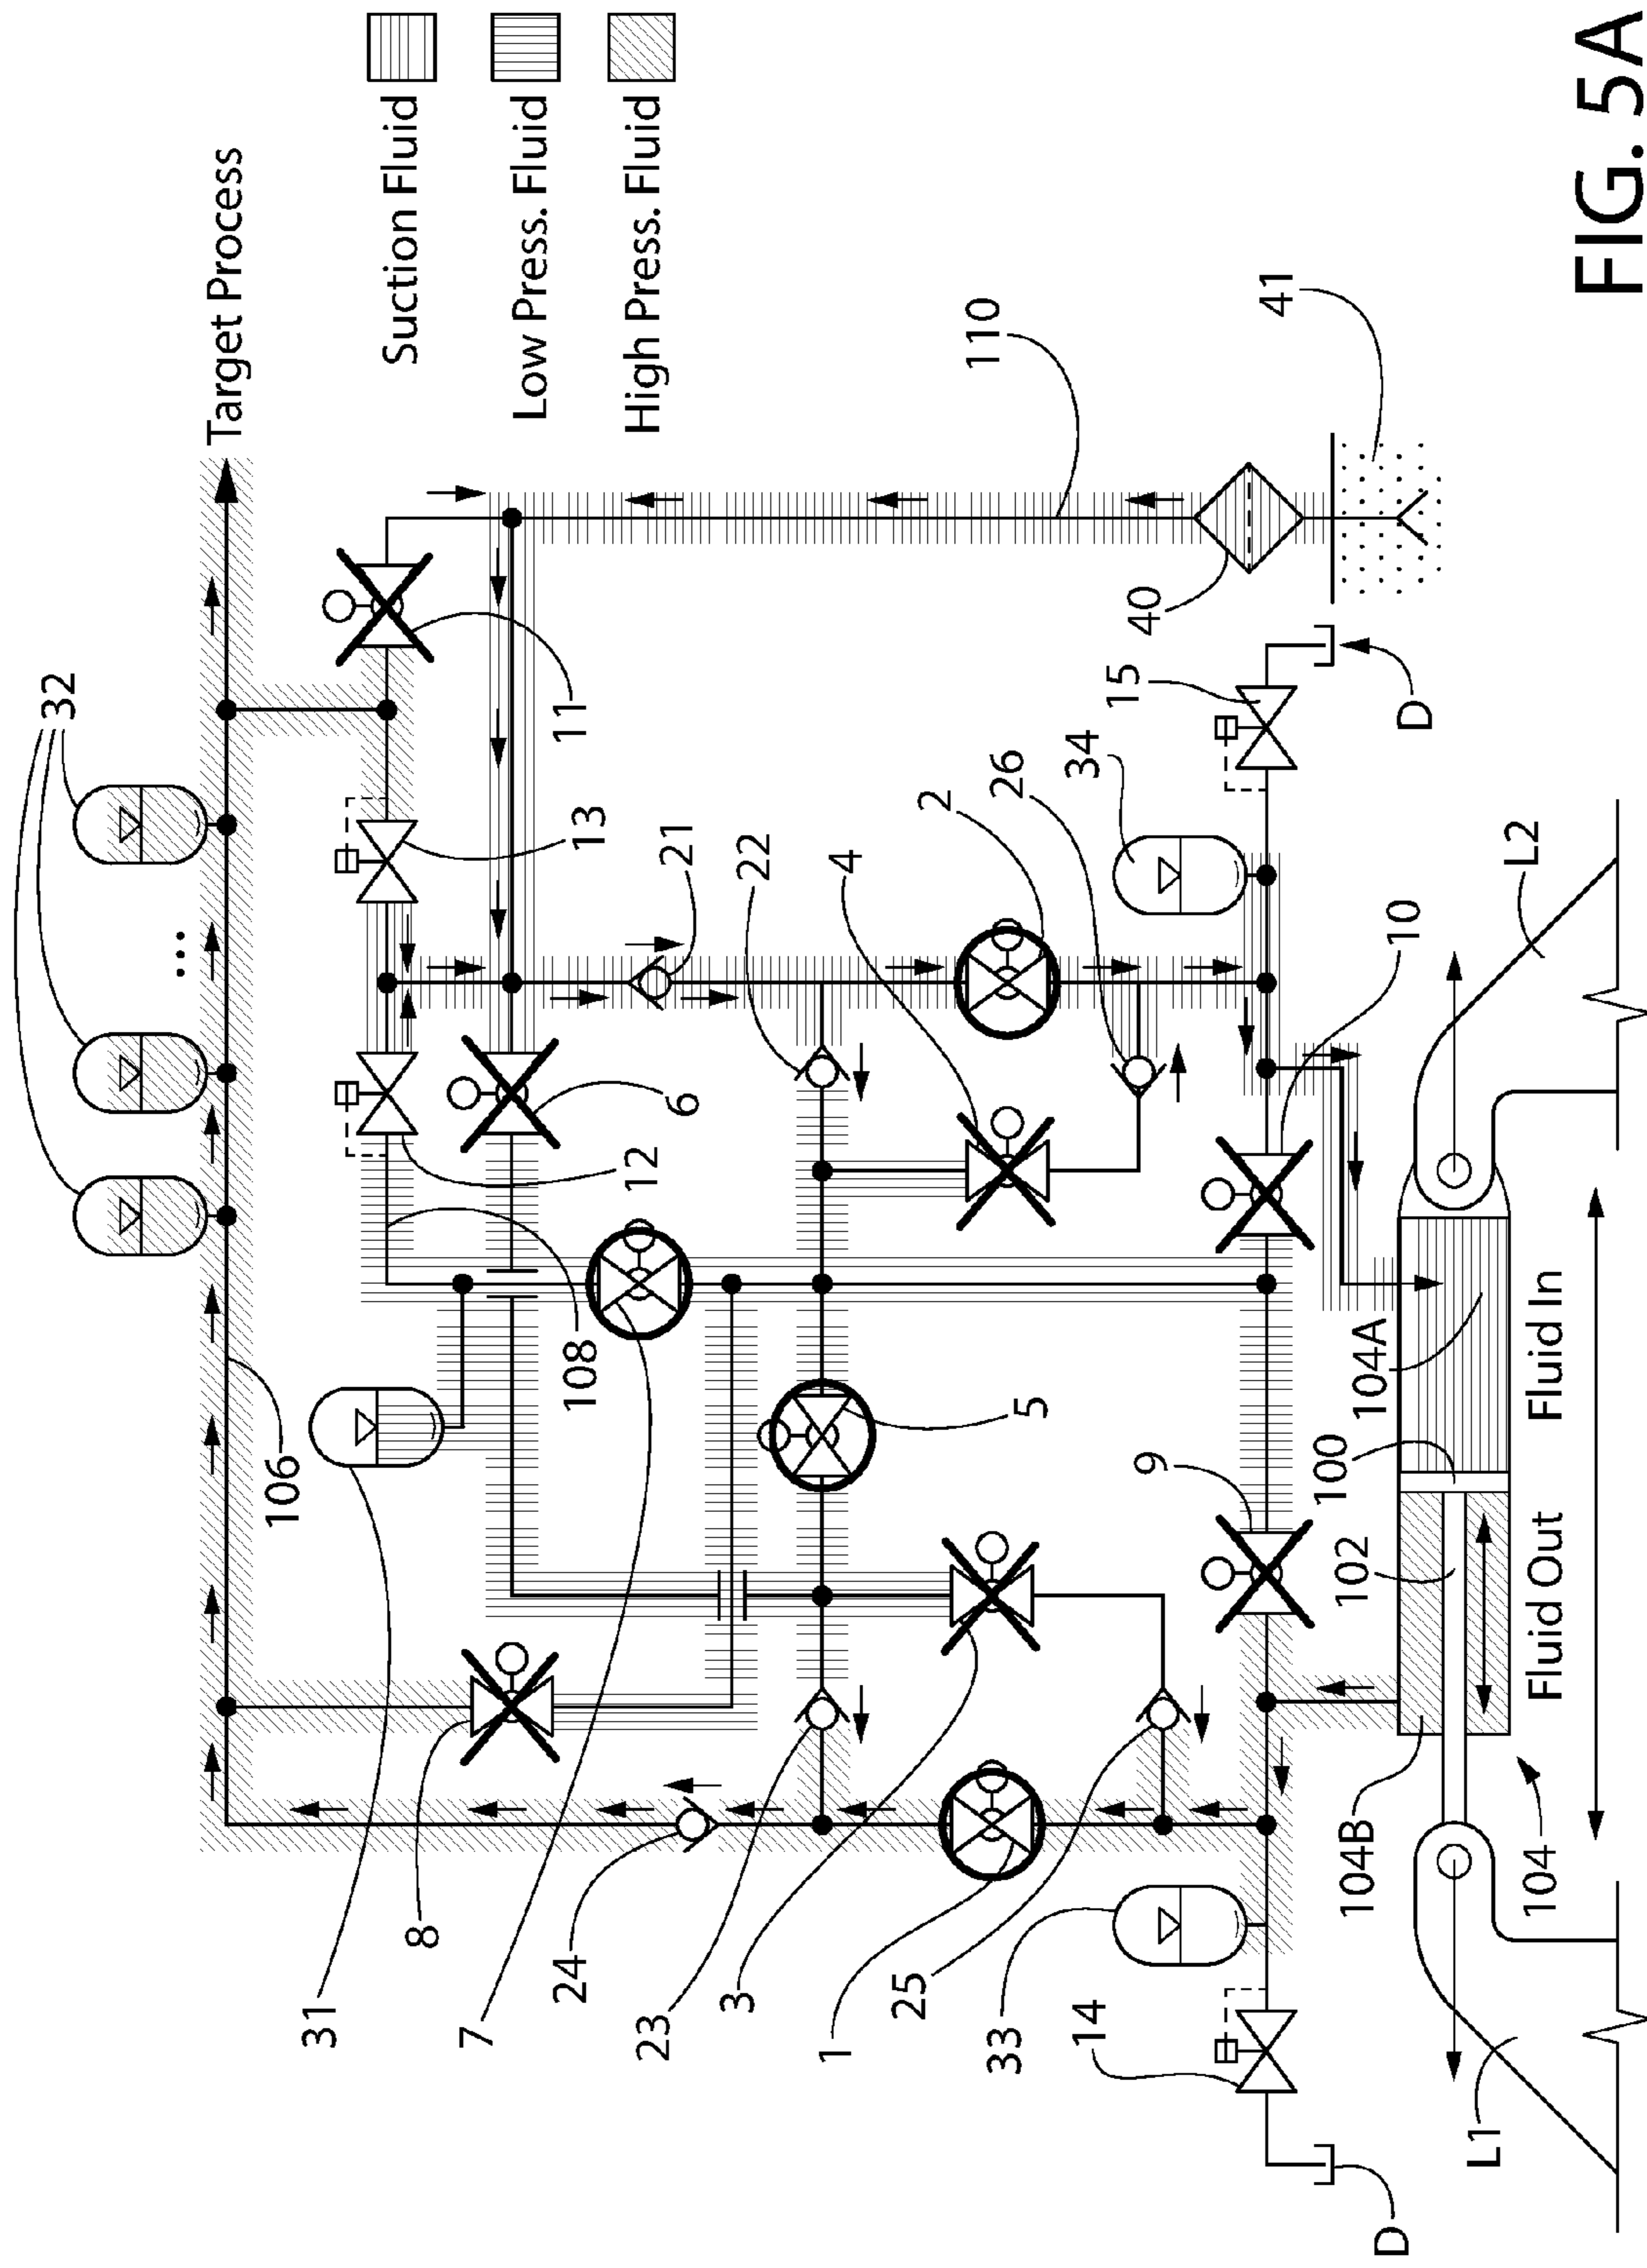 32
...
Target Process
106
31
Suction Fluid
8
7
Low Press. Fluid
24
108
11
13
12
High Press. Fluid
23
21
6
3
22
1
4
25
2
110
33
26
5
34
14
15
40
9
41
100
102
104B
104A
D
10
D
L1
L2
104
Fluid Out
Fluid In
FIG. 5A